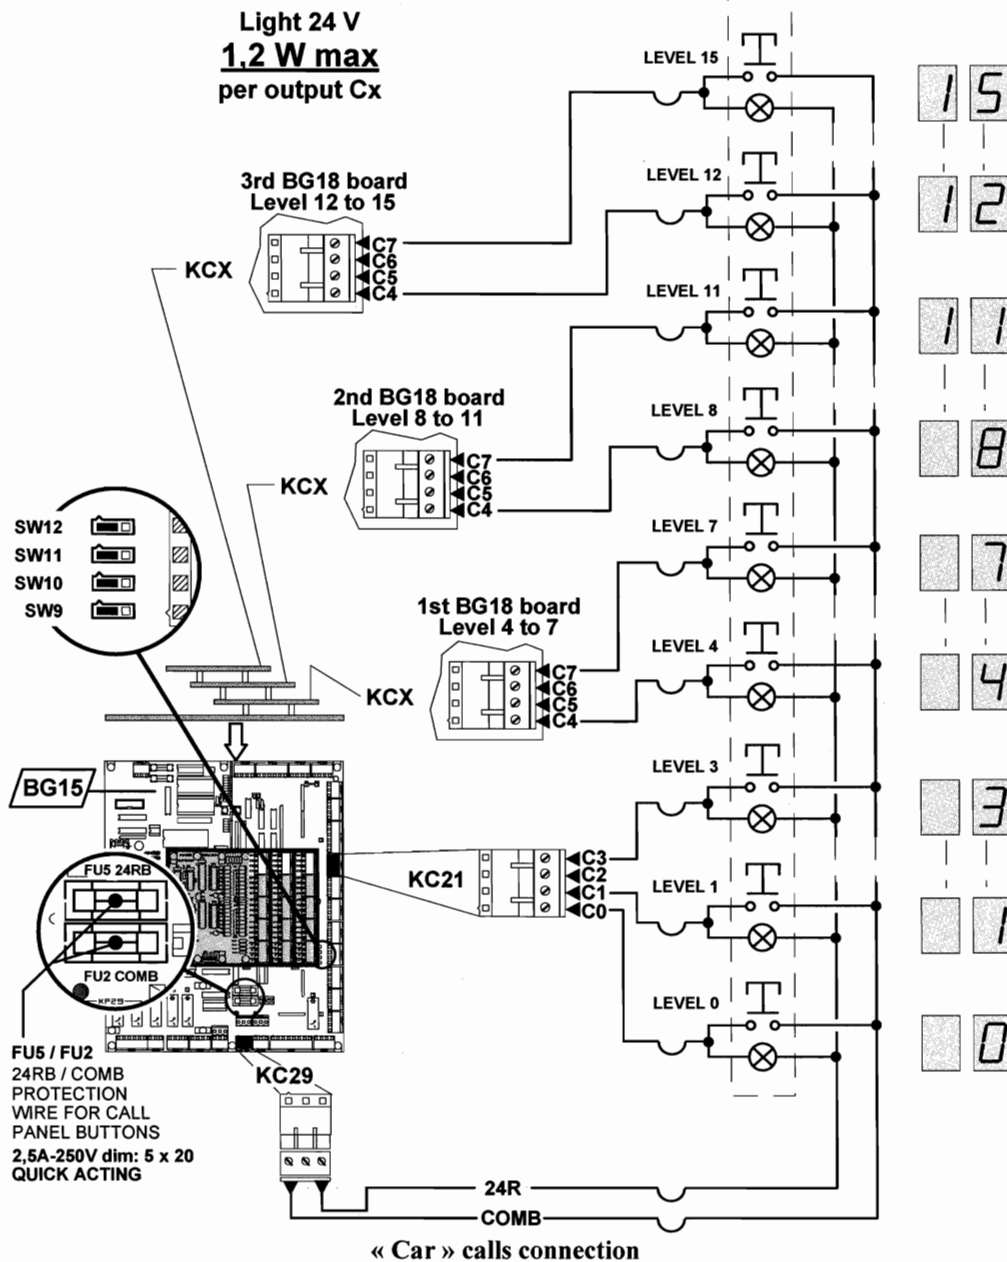 Light 24 V
1,2 W max
per output Cx
LEVEL 15
15
3rd BG18 board
Level 12 to 15
LEVEL 12
12
KCX
C7
C6
C5
C4
LEVEL 11
11
2nd BG18 board
Level 8 to 11
LEVEL 8
8
KCX
C7
C6
C5
C4
SW12
SW11
SW10
SW9
LEVEL 7
7
1st BG18 board
Level 4 to 7
LEVEL 4
4
KCX
C7
C6
C5
C4
BG15
LEVEL 3
3
KC21
C3
C2
C1
C0
LEVEL 1
1
FU5 24RB
FU2 COMB
KP29
LEVEL 0
0
FU5 / FU2
24RB / COMB
PROTECTION
WIRE FOR CALL
PANEL BUTTONS
2,5A-250V dim: 5 x 20
QUICK ACTING
KC29
24R
COMB
« Car » calls connection